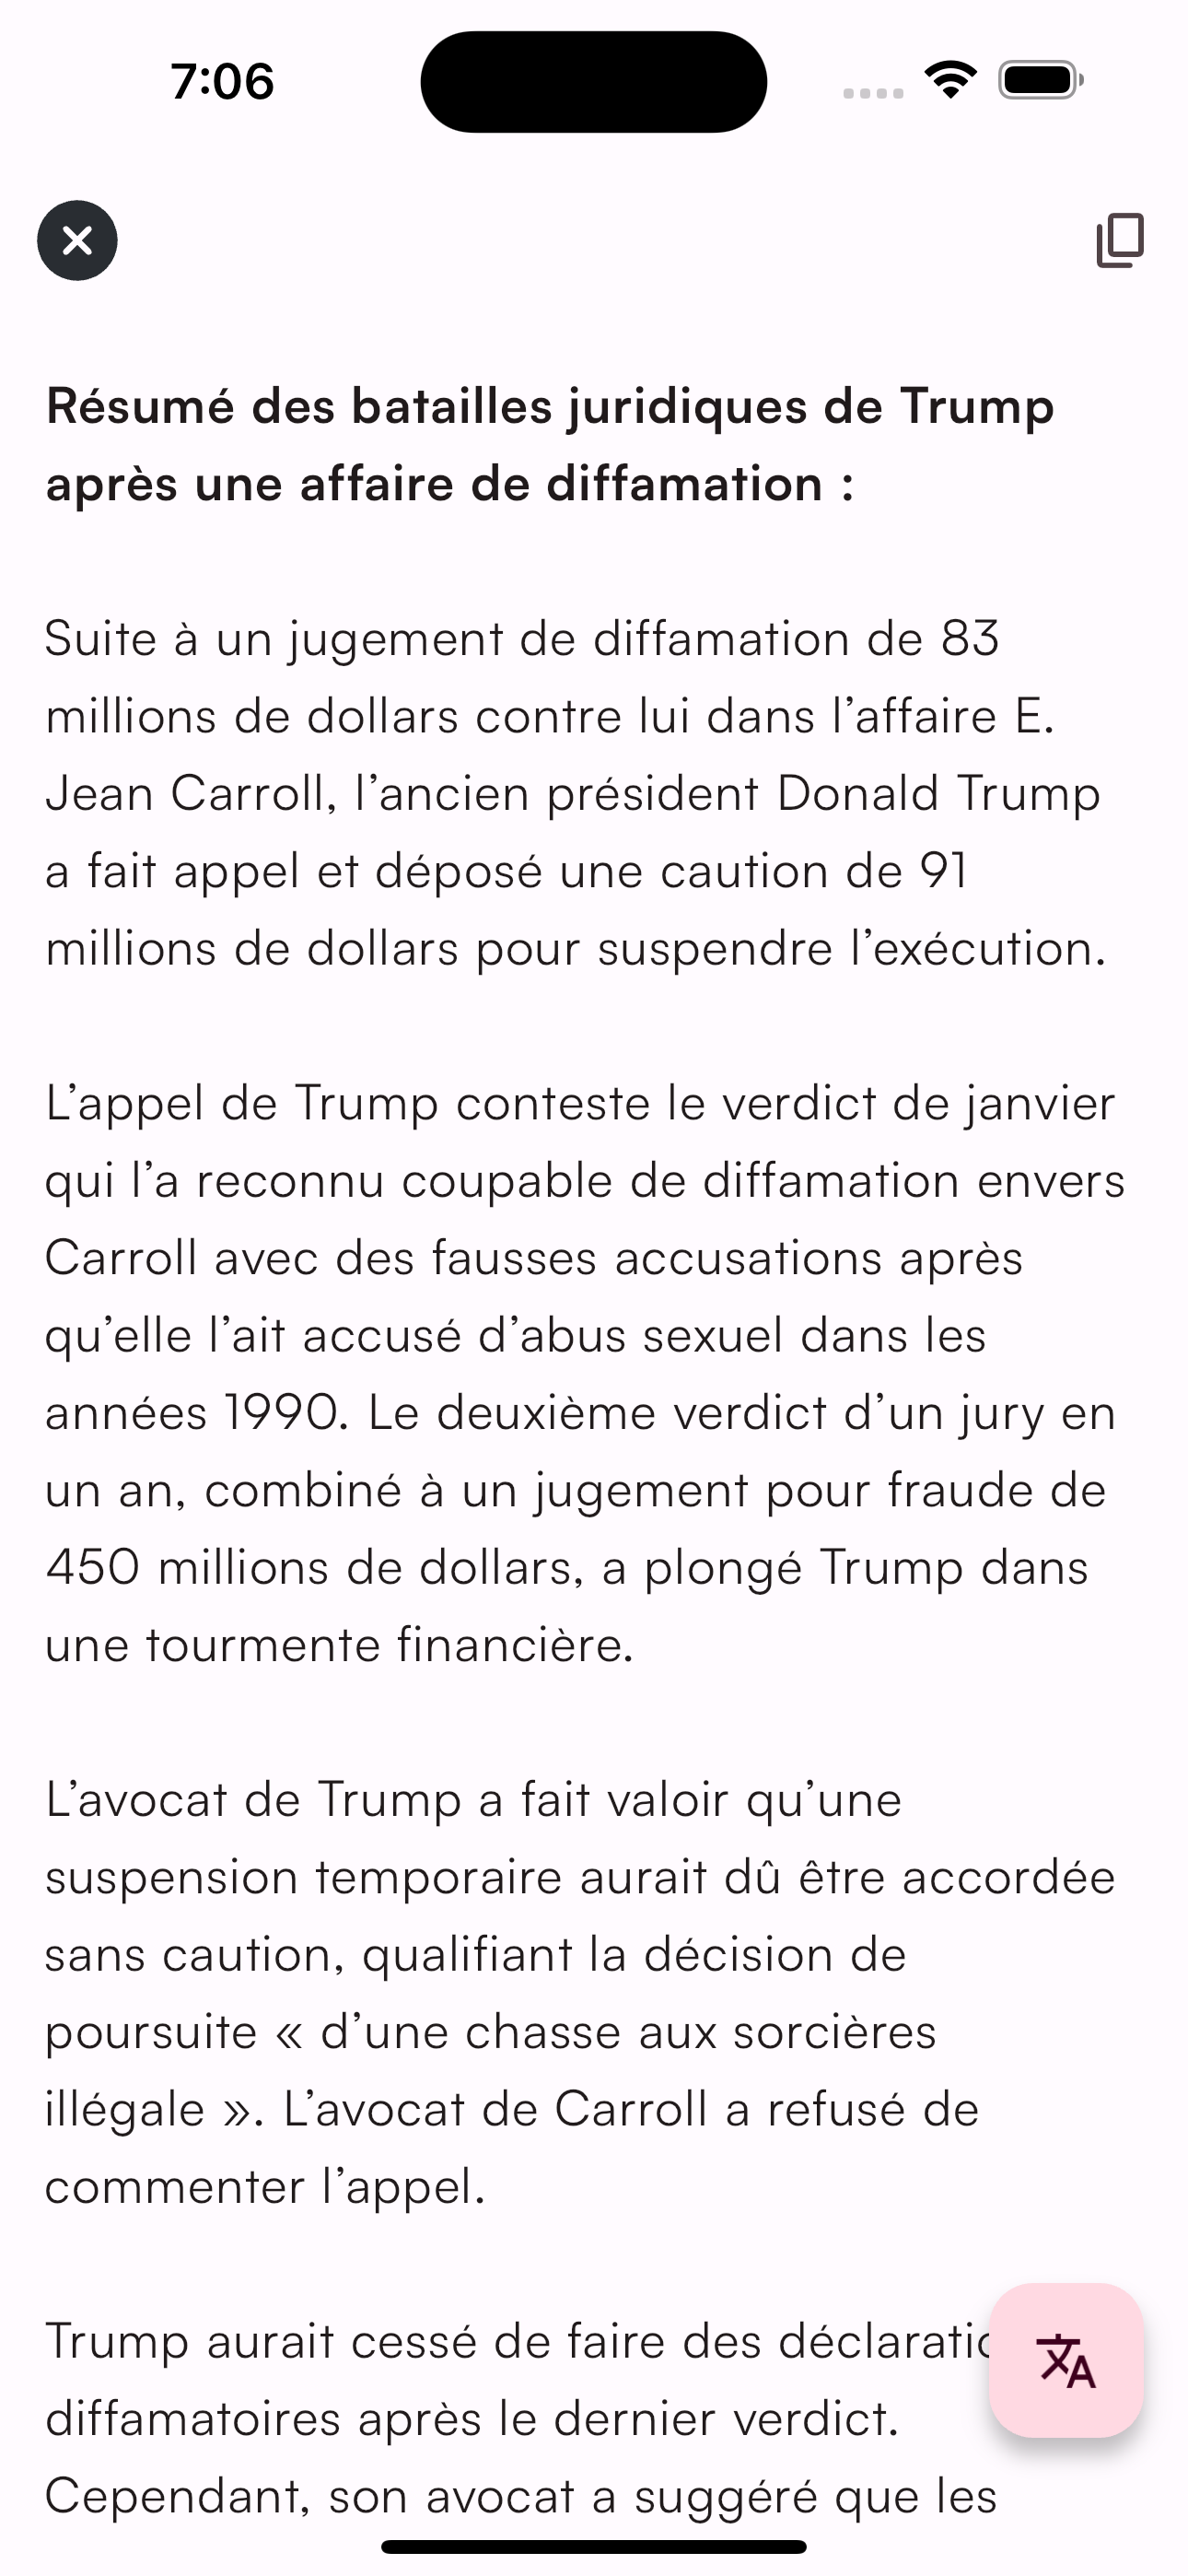 7:06
Résumé des batailles juridiques de Trump
après une affaire de diffamation :
Suite à un jugement de diffamation de 83
millions de dollars contre lui dans l’affaire E.
Jean Carroll, l’ancien président Donald Trump
a fait appel et déposé une caution de 91
millions de dollars pour suspendre l’exécution.
L’appel de Trump conteste le verdict de janvier
qui l’a reconnu coupable de diffamation envers
Carroll avec des fausses accusations après
qu’elle l’ait accusé d’abus sexuel dans les
années 1990. Le deuxième verdict d’un jury en
un an, combiné à un jugement pour fraude de
450 millions de dollars, a plongé Trump dans
une tourmente financière.
L’avocat de Trump a fait valoir qu’une
suspension temporaire aurait dû être accordée
sans caution, qualifiant la décision de
poursuite « d’une chasse aux sorcières
illégale ». L’avocat de Carroll a refusé de
commenter l’appel.
Trump aurait cessé de faire des
diffamatoires après le dernier verdict.
Cependant, son avocat a suggéré que les